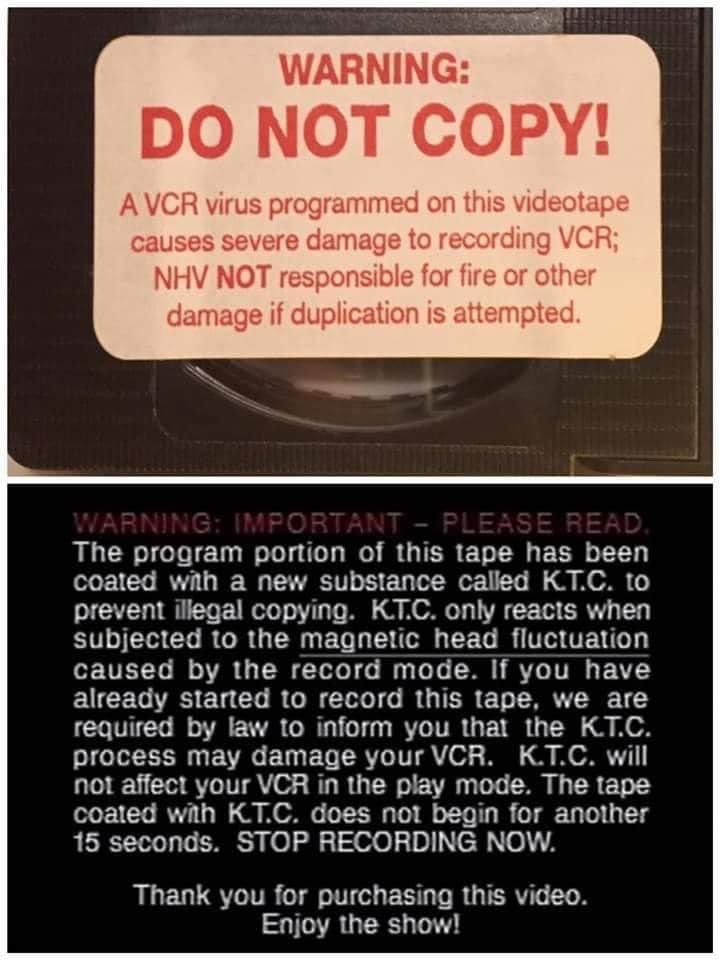 WARNING:
DO NOT COPY!
A VCR virus programmed on this videotape
causes severe damage to recording VCR;
NHV NOT responsible for fire or other
damage if duplication is attempted.
WARNING: IMPORTANT – PLEASE READ.
The program portion of this tape has been
coated with a new substance called K.T.C. to
prevent illegal copying. K.T.C. only reacts when
subjected to the magnetic head fluctuation
caused by the record mode. If you have
already started to record this tape, we are
required by law to inform you that the K.T.C.
process may damage your VCR. K.T.C. will
not affect your VCR in the play mode. The tape
coated with K.T.C. does not begin for another
15 seconds. STOP RECORDING NOW.
Thank you for purchasing this video.
Enjoy the show!